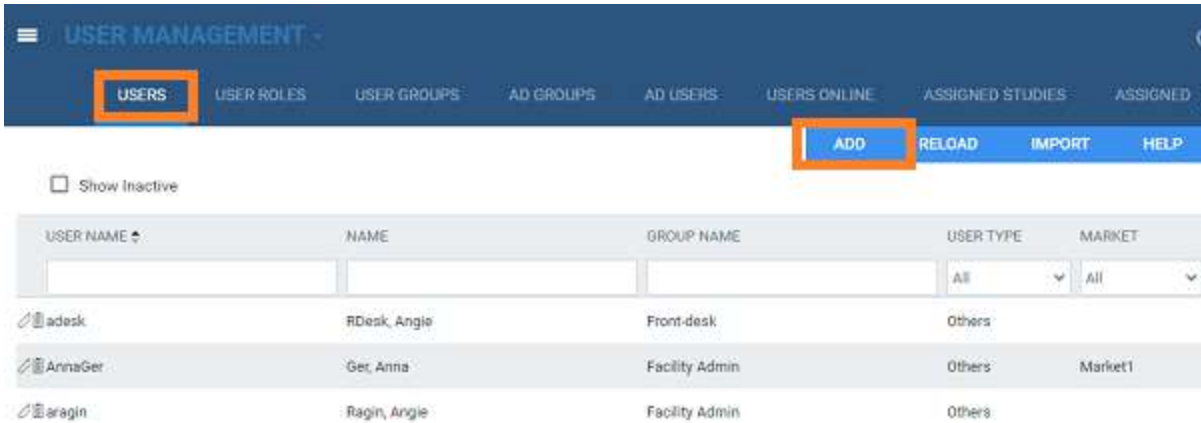 USER MANAGEMENT
USERS USER ROLES USER GROUPS AD GROUPS AD USERS USERS ONLINE ASSIGNED STUDIES ASSIGNED
ADD RELOAD IMPORT HELP
Show Inactive
USER NAME NAME GROUP NAME USER TYPE MARKET
All All
adesk RDesk, Angie Front-desk Others
AnnaGer Ger, Anna Facility Admin Others Market1
aragin Ragin, Angie Facility Admin Others